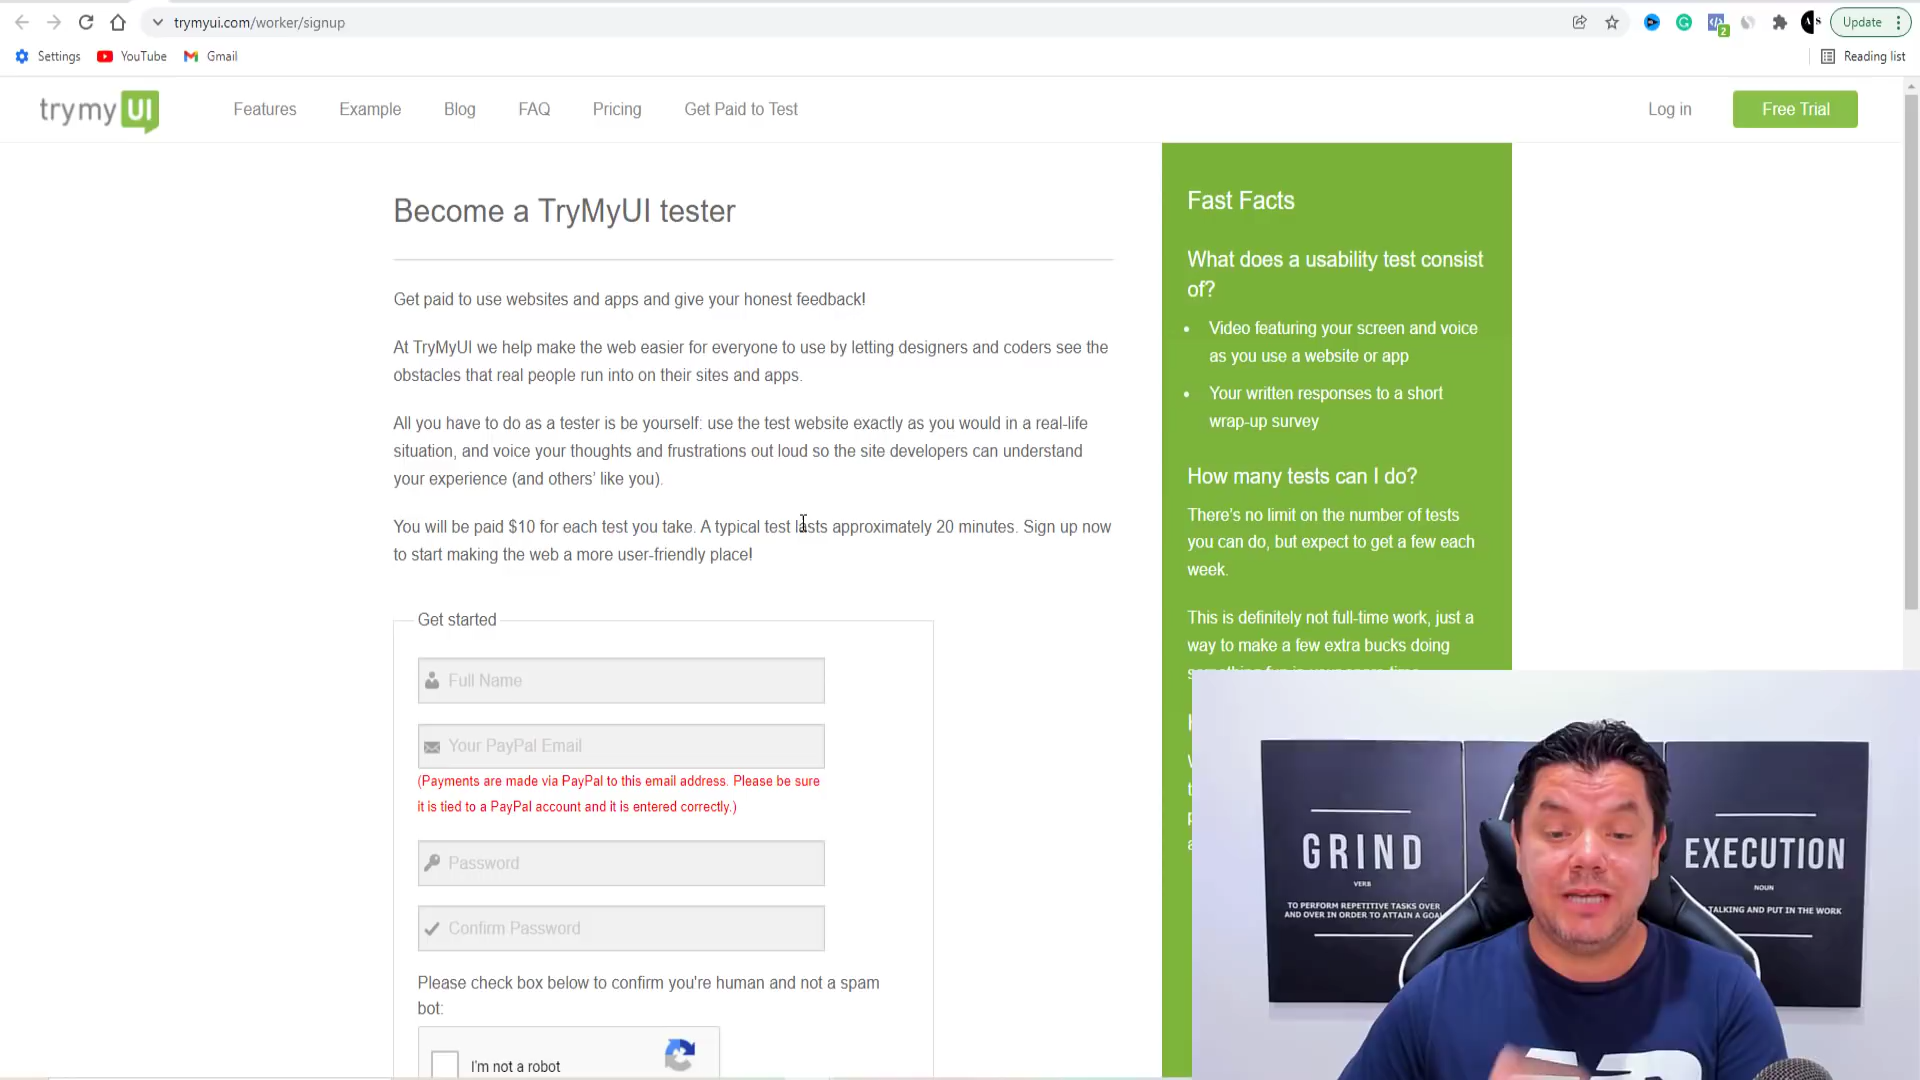 trymyui.com/worker/signup
Update
Settings
YouTube
Gmail
Reading list
trymyUI
Features
Example
Blog
FAQ
Pricing
Get Paid to Test
Log in
Free Trial
Become a TryMyUI tester
Get paid to use websites and apps and give your honest feedback!
At TryMyUI we help make the web easier for everyone to use by letting designers and coders see the
obstacles that real people run into on their sites and apps.
All you have to do as a tester is be yourself: use the test website exactly as you would in a real-life
situation, and voice your thoughts and frustrations out loud so the site developers can understand
your experience (and others' like you).
You will be paid $10 for each test you take. A typical test lasts approximately 20 minutes. Sign up now
to start making the web a more user-friendly place!
Get started
Full Name
Your PayPal Email
(Payments are made via PayPal to this email address. Please be sure
it is tied to a PayPal account and it is entered correctly.)
Password
Confirm Password
Please check box below to confirm you're human and not a spam
bot:
I'm not a robot
Fast Facts
What does a usability test consist
of?
• Video featuring your screen and voice
as you use a website or app
• Your written responses to a short
wrap-up survey
How many tests can I do?
There's no limit on the number of tests
you can do, but expect to get a few each
week.
This is definitely not full-time work, just a
way to make a few extra bucks doing
something fun in your spare time.
GRIND
VERB
TO PERFORM REPETITIVE TASKS OVER
AND OVER IN ORDER TO ATTAIN A GOAL
EXECUTION
NOUN
TALKING AND PUT IN THE WORK